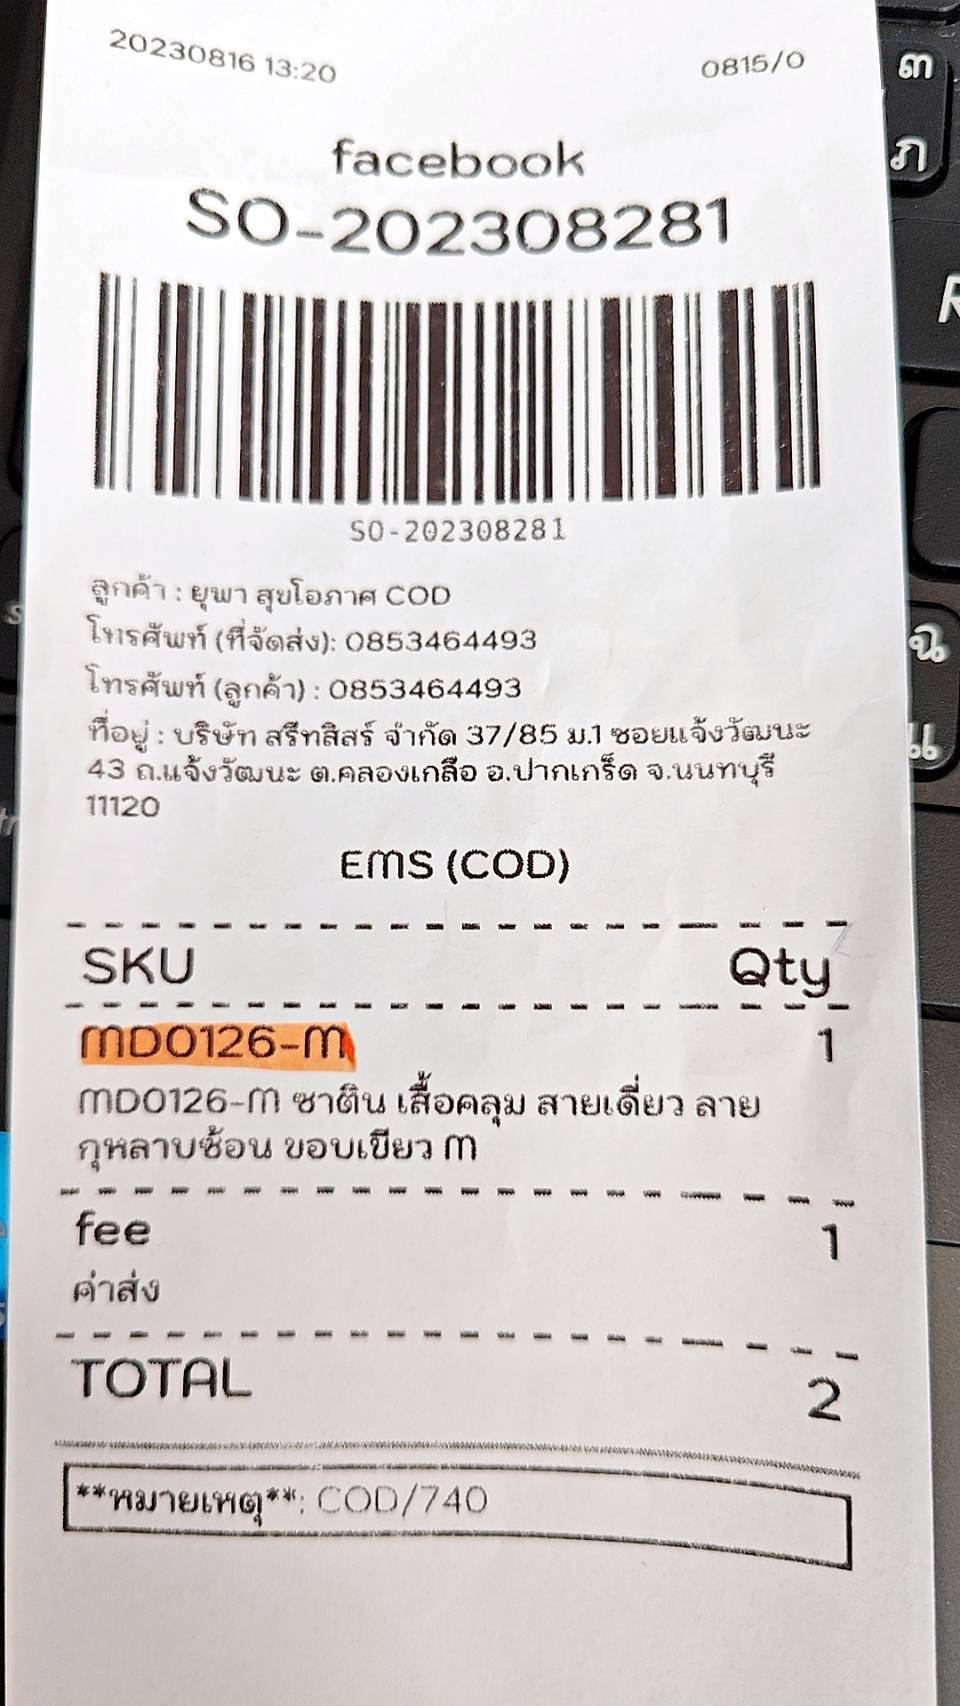 20230816 13:20
0815/0
facebook
SO-202308281
SO-202308281
ลูกค้า : ยุพา สุขโอภาศ COD
โทรศัพท์ (ที่จัดส่ง): 0853464493
โทรศัพท์ (ลูกค้า) : 0853464493
ที่อยู่ : บริษัท สรีทสิสร์ จำกัด 37/85 ม.1 ซอยแจ้งวัฒนะ
43 ถ.แจ้งวัฒนะ ต.คลองเกลือ อ.ปากเกร็ด จ.นนทบุรี
11120
EMS (COD)
SKU Qty
MD0126-M 1
MD0126-M ซาติน เสื้อคลุม สายเดี่ยว ลาย
กุหลาบซ้อน ขอบเขียว M
fee 1
ค่าส่ง
TOTAL 2
**หมายเหตุ**: COD/740
ฅ
ภ
R
ฉ
แ